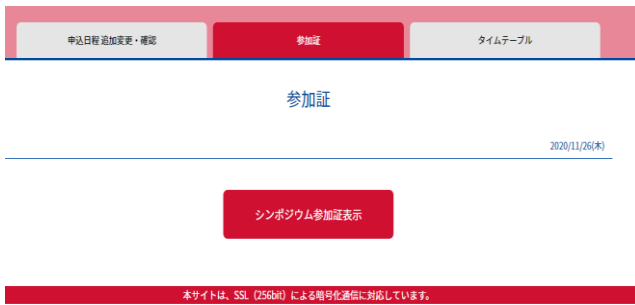 申込日程 追加変更・確認
参加証
タイムテーブル
参加証
2020/11/26(木)
シンポジウム参加証表示
本サイトは、SSL（256bit）による暗号化通信に対応しています。